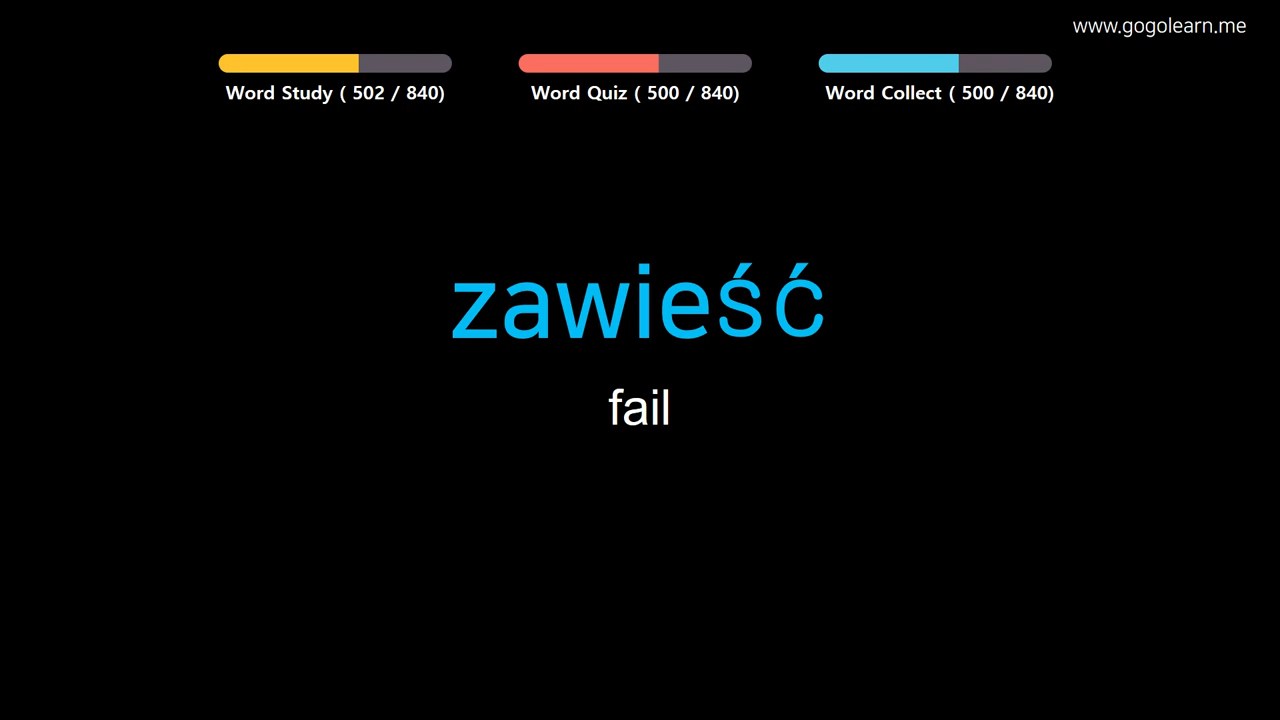 www.gogolearn.me
Word Study ( 502 / 840)
Word Quiz ( 500 / 840)
Word Collect ( 500 / 840)
zawieść
fail